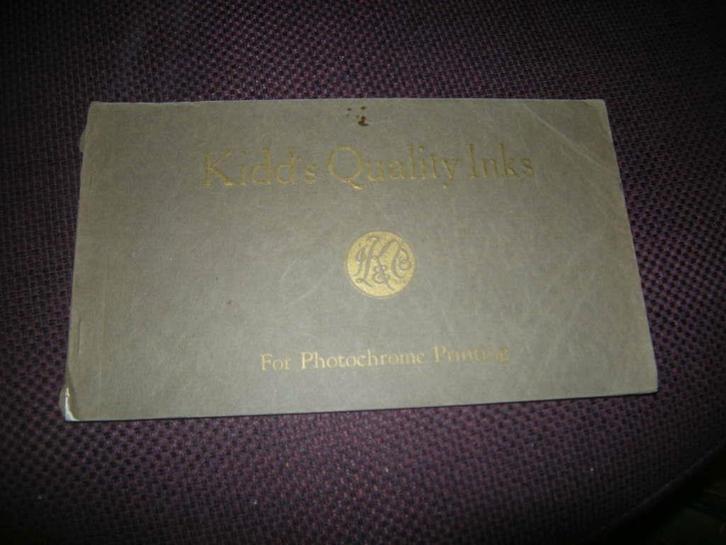 Kidd's Quality Inks
For Photochrome Printing